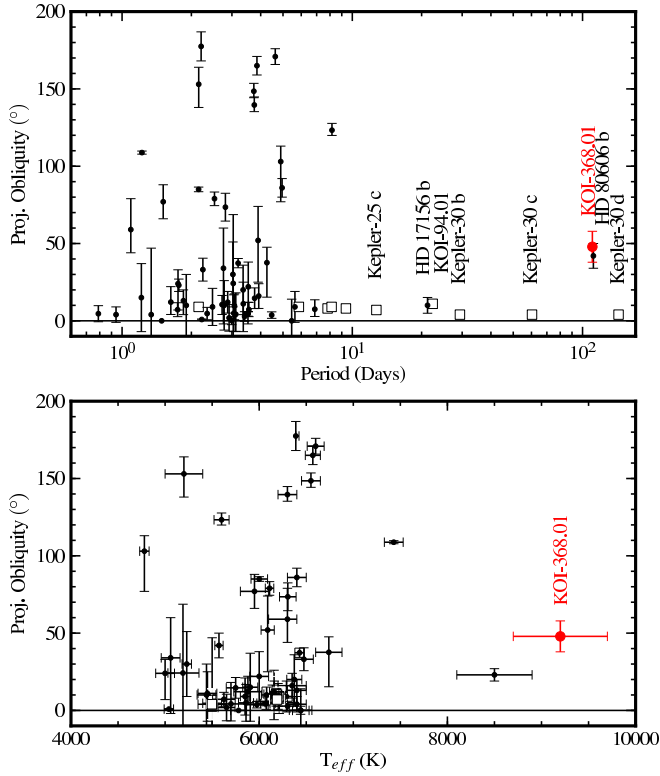 200
150
100
50
0
Proj. Obliquity (°)
Kepler-25 c
HD 17156 b
KOI-94.01
Kepler-30 b
Kepler-30 c
KOI-368.01
HD 80606 b
Kepler-30 d
10⁰ 10¹ 10²
Period (Days)
200
150
100
50
0
Proj. Obliquity (°)
KOI-368.01
4000 6000 8000 10000
T_eff (K)